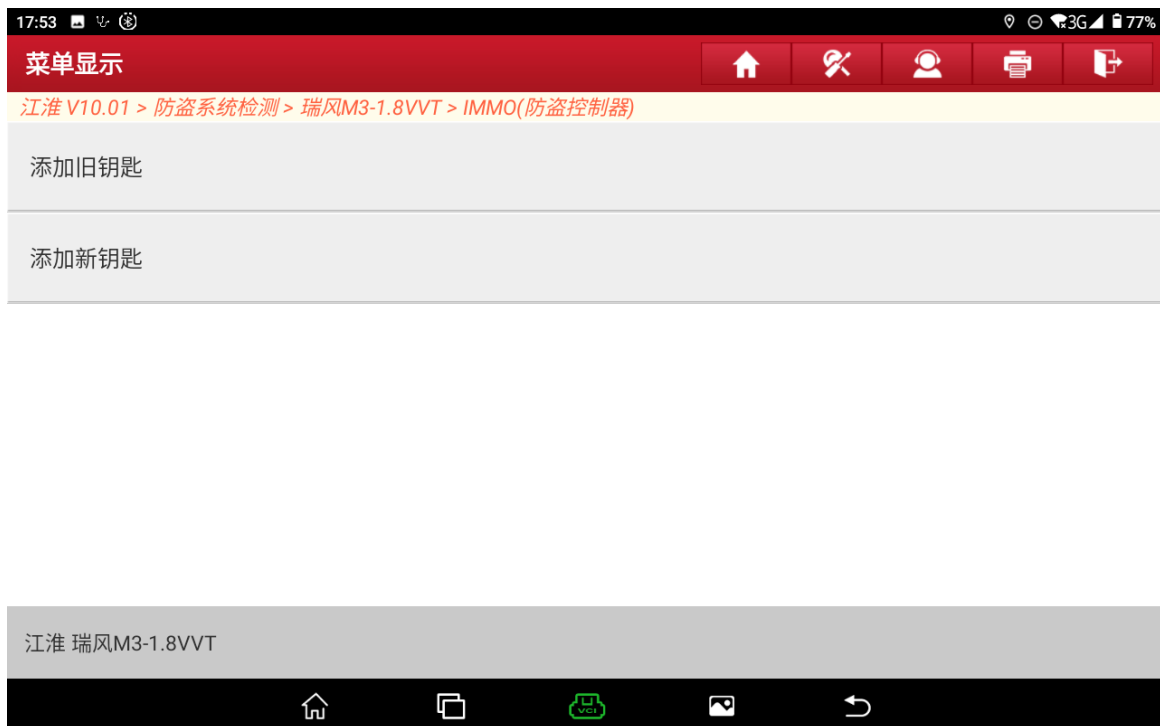 17:53
3G 77%
菜单显示
江淮 V10.01 > 防盗系统检测 > 瑞风M3-1.8VVT > IMMO(防盗控制器)
添加旧钥匙
添加新钥匙
江淮 瑞风M3-1.8VVT
VCI